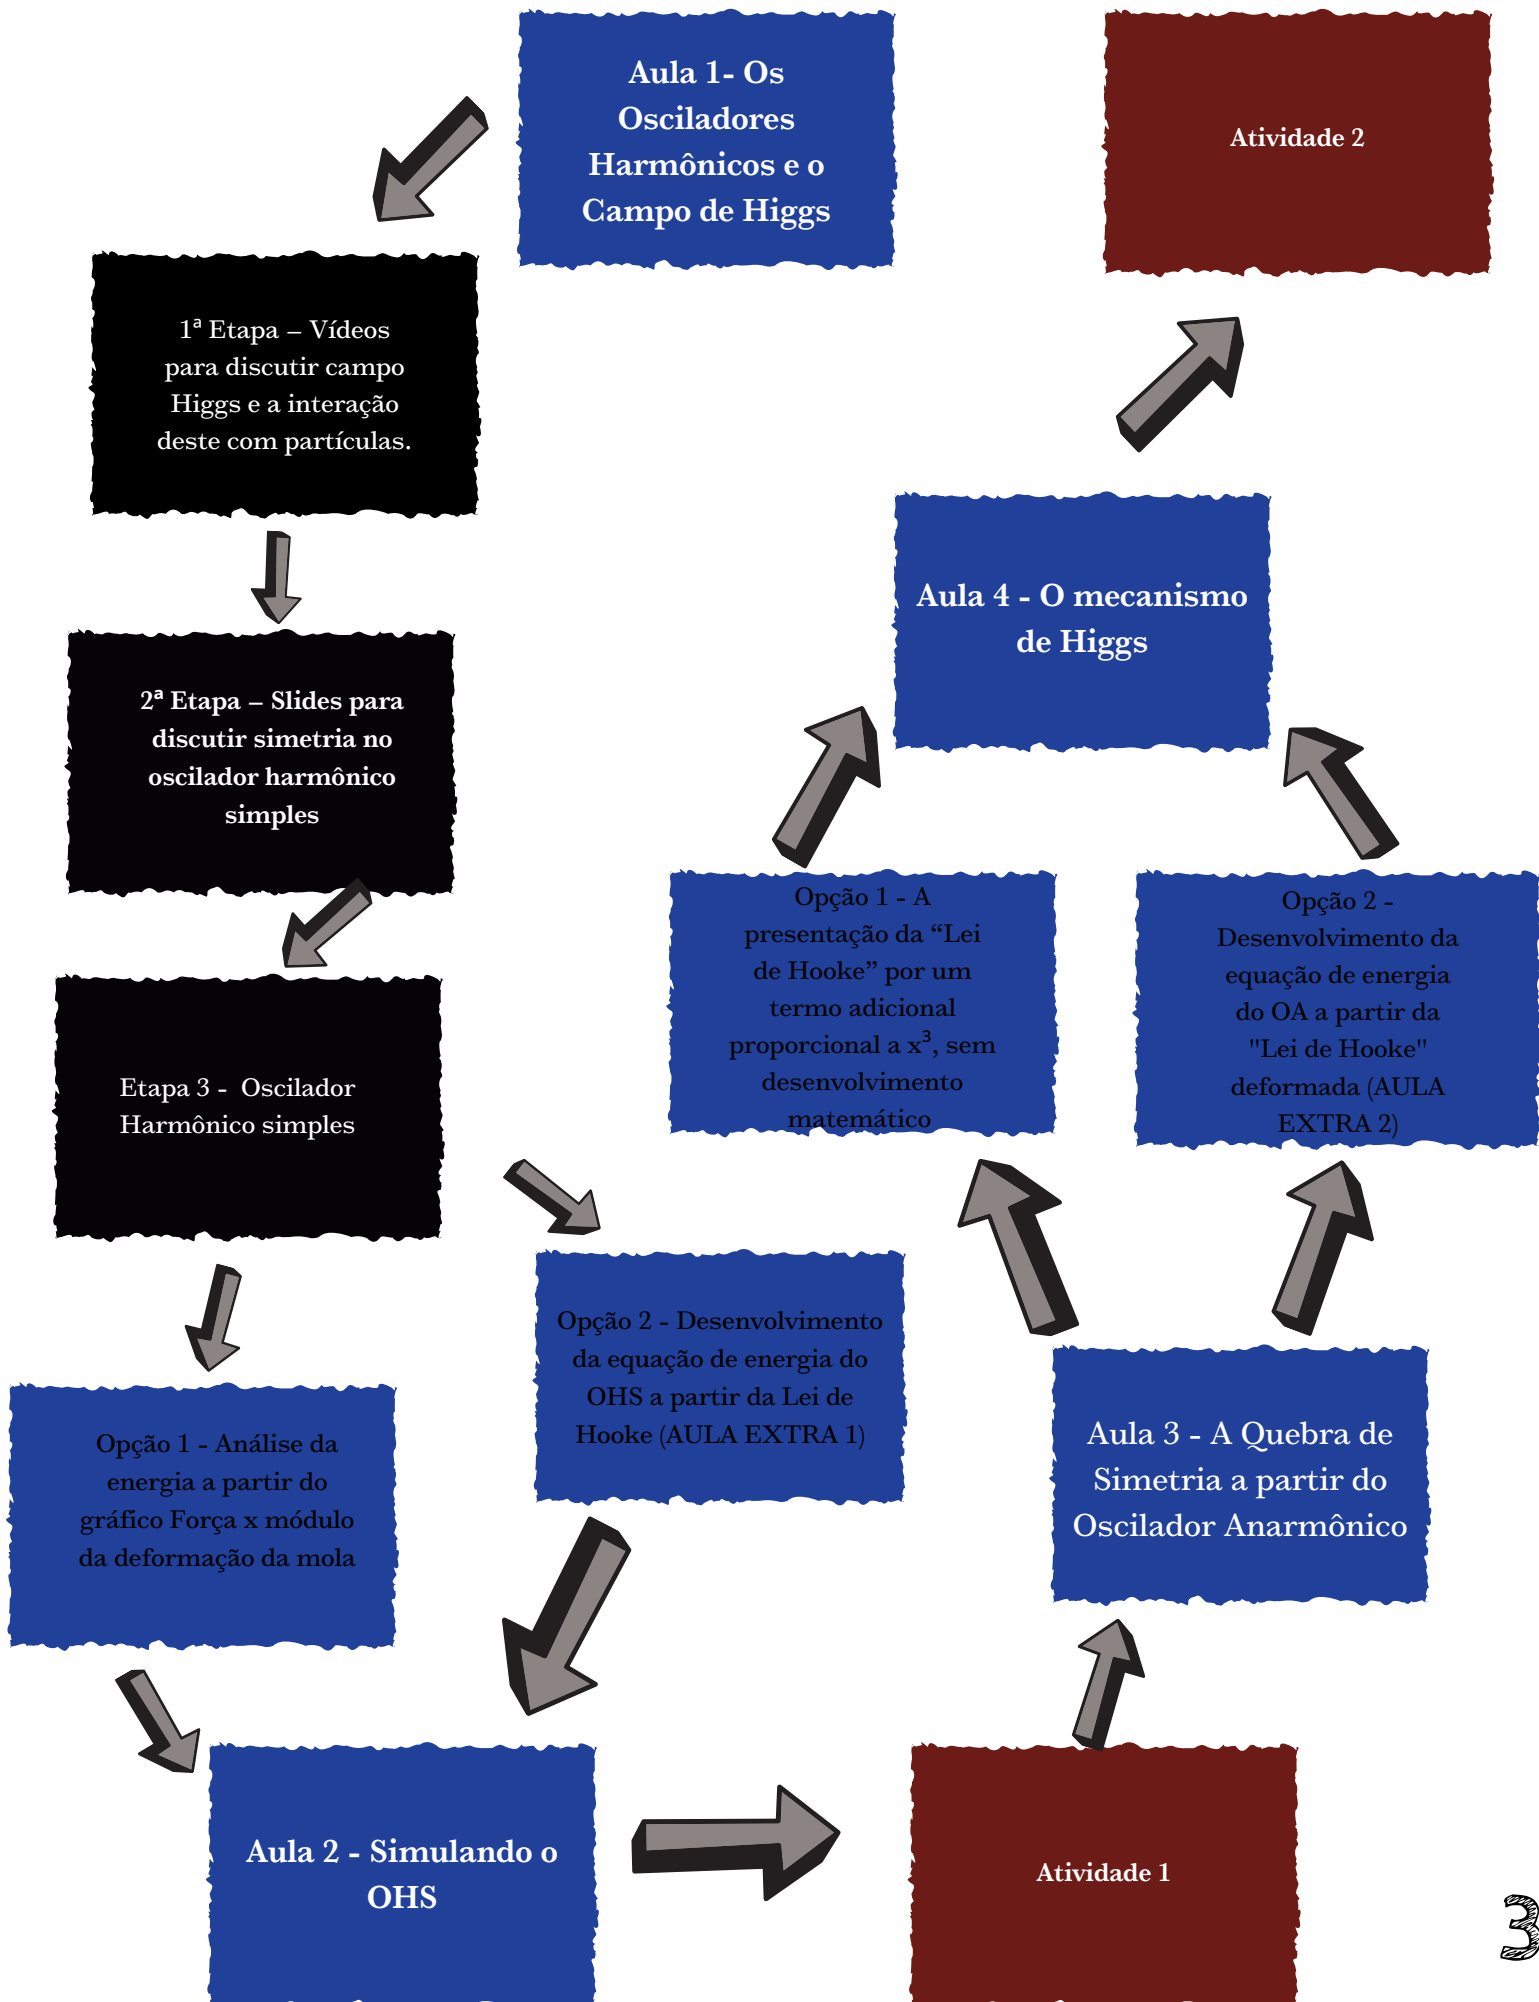 Aula 1- Os
Osciladores
Harmônicos e o
Campo de Higgs
1ª Etapa – Vídeos
para discutir campo
Higgs e a interação
deste com partículas.
2ª Etapa – Slides para
discutir simetria no
oscilador harmônico
simples
Etapa 3 - Oscilador
Harmônico simples
Opção 1 - Análise da
energia a partir do
gráfico Força x módulo
da deformação da mola
Opção 2 - Desenvolvimento
da equação de energia do
OHS a partir da Lei de
Hooke (AULA EXTRA 1)
Aula 2 - Simulando o
OHS
Atividade 1
Aula 3 - A Quebra de
Simetria a partir do
Oscilador Anarmônico
Opção 1 - A
presentação da “Lei
de Hooke” por um
termo adicional
proporcional a x³, sem
desenvolvimento
matemático
Opção 2 -
Desenvolvimento da
equação de energia
do OA a partir da
"Lei de Hooke"
deformada (AULA
EXTRA 2)
Aula 4 - O mecanismo
de Higgs
Atividade 2
3